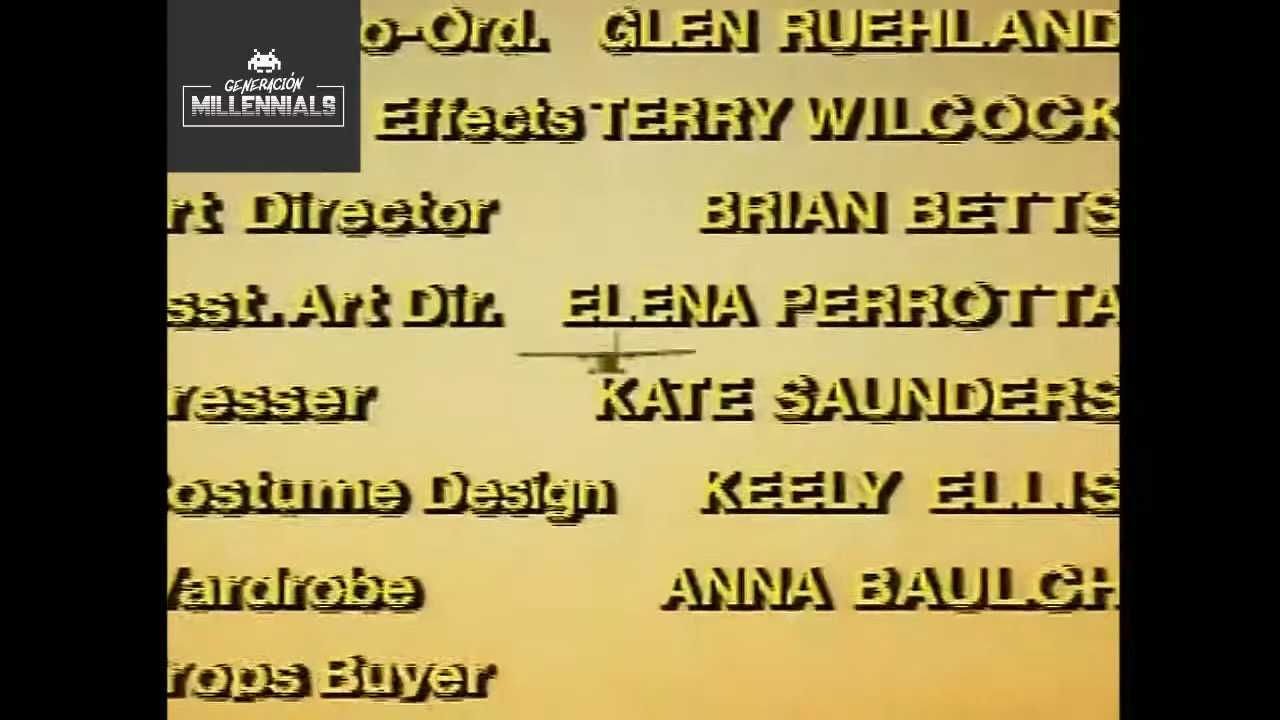 GENERACIÓN
MILLENNIALS
o-Ord. GLEN RUEHLAND
Effects TERRY WILCOCK
rt Director BRIAN BETTS
sst. Art Dir. ELENA PERROTTA
resser KATE SAUNDERS
ostume Design KEELY ELLIS
ardrobe ANNA BAULCH
rops Buyer